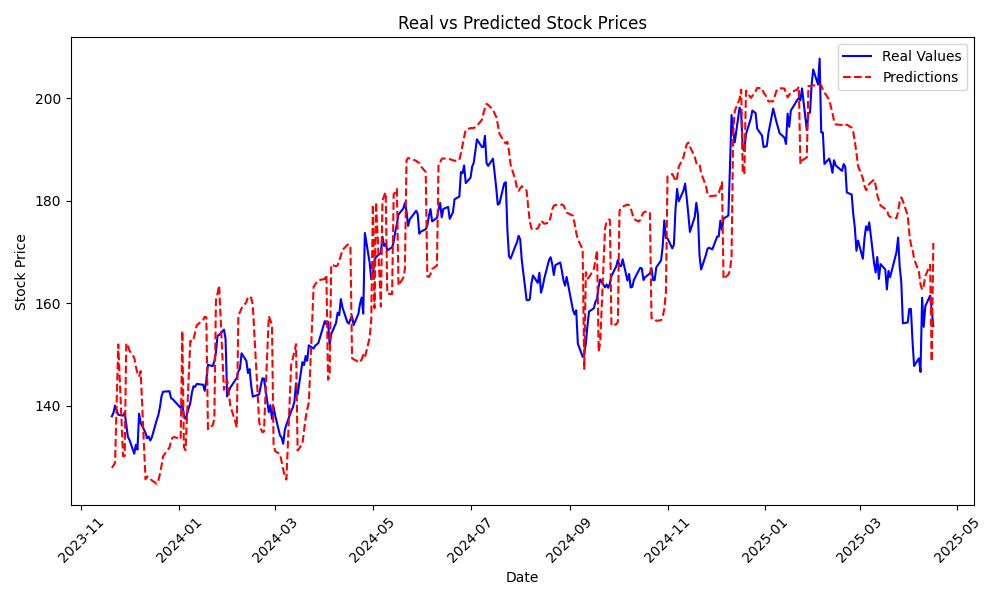 Real vs Predicted Stock Prices
Real Values
Predictions
Stock Price
200
180
160
140
2023-11
2024-01
2024-03
2024-05
2024-07
2024-09
2024-11
2025-01
2025-03
2025-05
Date